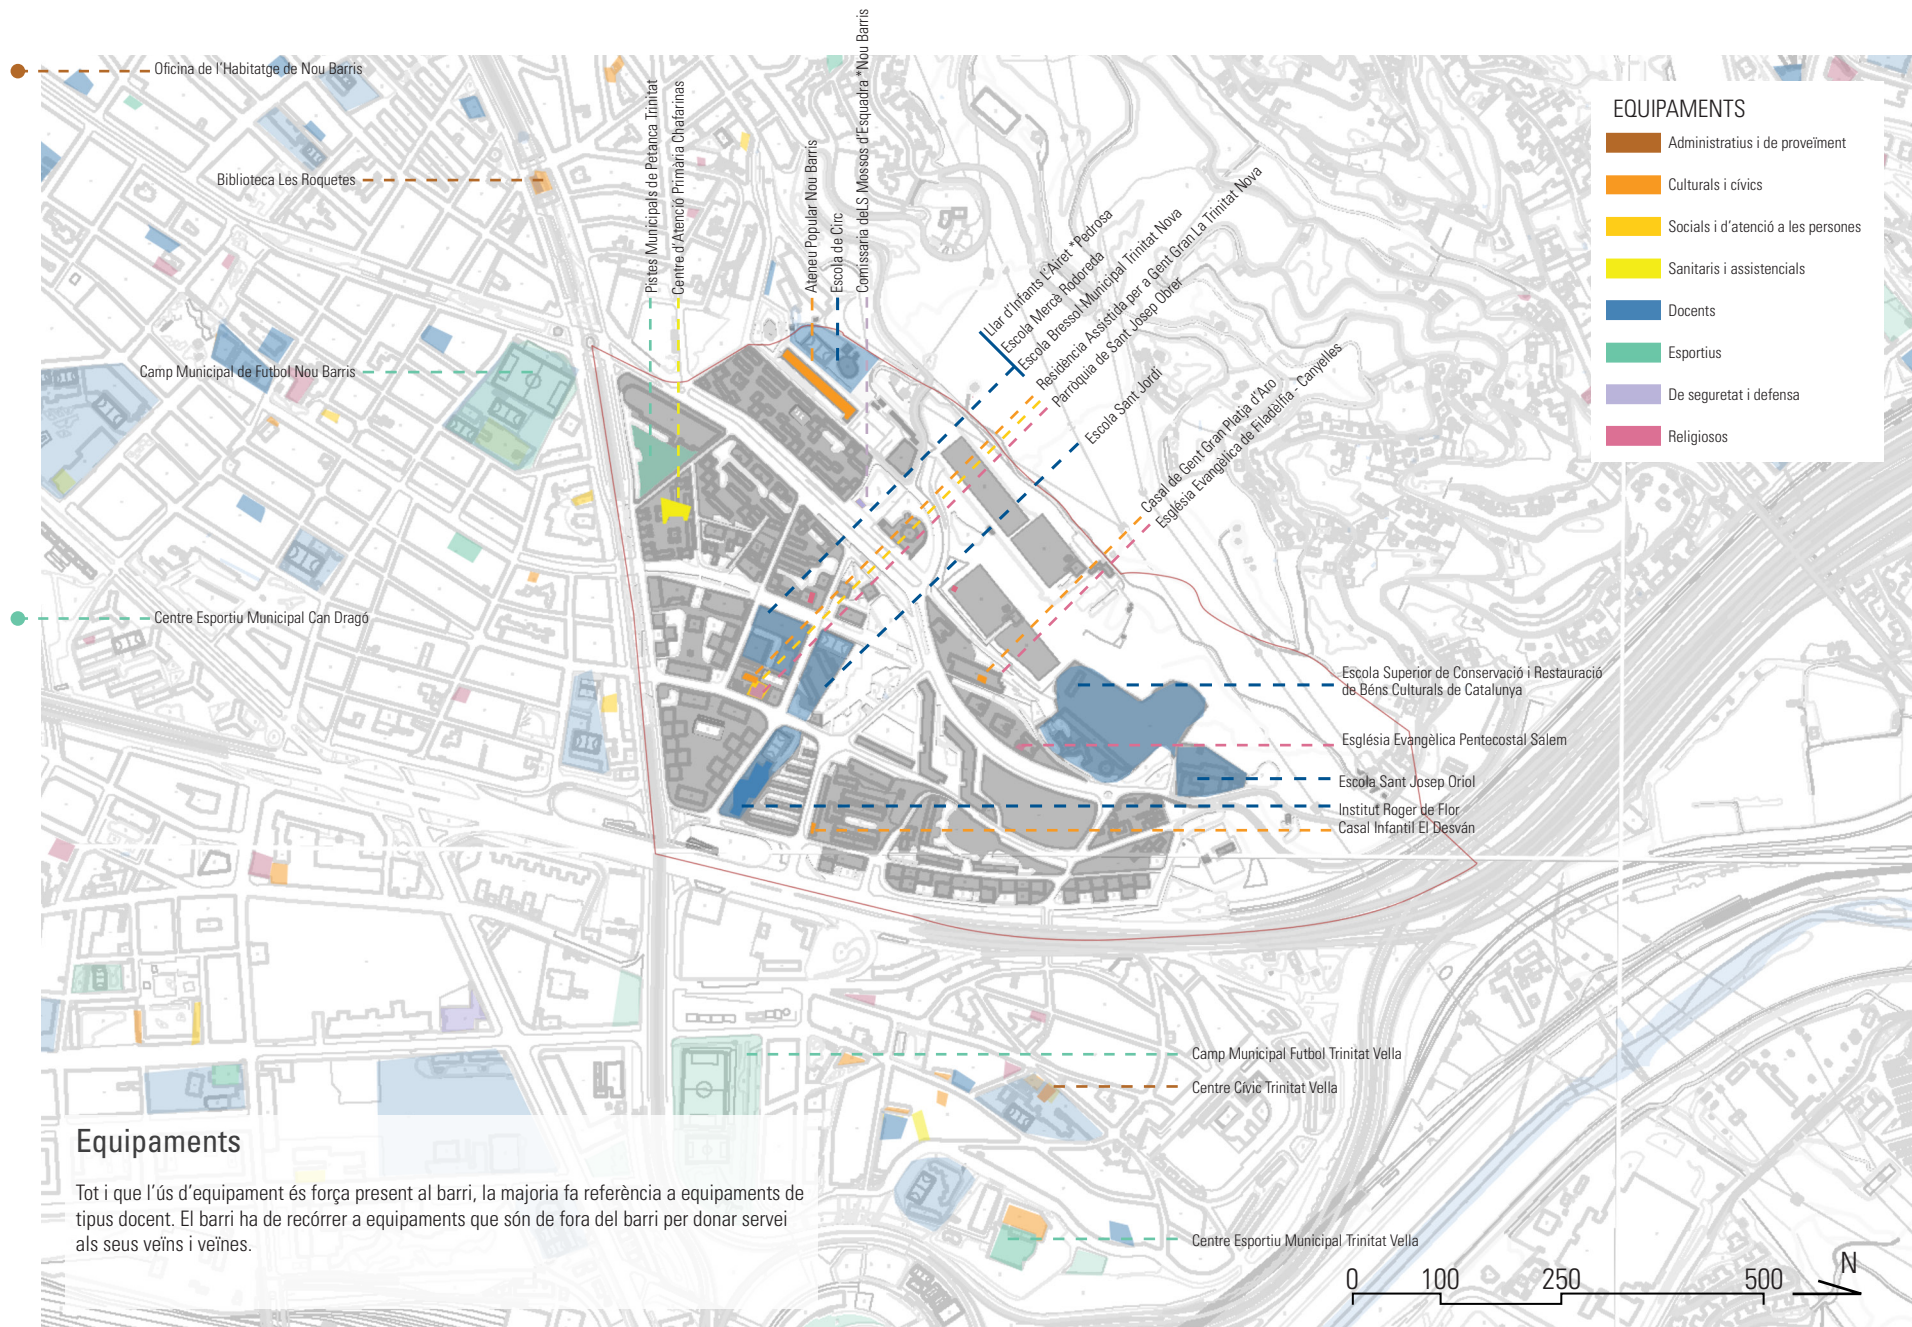 Oficina de l'Habitatge de Nou Barris
Biblioteca Les Roquetes
Camp Municipal de Futbol Nou Barris
Centre Esportiu Municipal Can Dragó
Pistes Municipals de Petanca Trinitat
Centre d'Atenció Primària Chafarinas
Ateneu Popular Nou Barris
Escola de Circ
Comissaria deLS Mossos d'Esquadra *Nou Barris
Llar d'Infants L'Airet *Pedrosa
Escola Mercè Rodoreda
Escola Bressol Municipal Trinitat Nova
Residència Assistida per a Gent Gran La Trinitat Nova
Parròquia de Sant Josep Obrer
Escola Sant Jordi
Casal de Gent Gran Platja d'Aro
Església Evangèlica de Filadèlfia - Canyelles
EQUIPAMENTS
Administratius i de proveïment
Culturals i cívics
Socials i d'atenció a les persones
Sanitaris i assistencials
Docents
Esportius
De seguretat i defensa
Religiosos
Escola Superior de Conservació i Restauració
de Béns Culturals de Catalunya
Església Evangèlica Pentecostal Salem
Escola Sant Josep Oriol
Institut Roger de Flor
Casal Infantil El Desván
Camp Municipal Futbol Trinitat Vella
Centre Cívic Trinitat Vella
Centre Esportiu Municipal Trinitat Vella
Equipaments
Tot i que l'ús d'equipament és força present al barri, la majoria fa referència a equipaments de
tipus docent. El barri ha de recórrer a equipaments que són de fora del barri per donar servei
als seus veïns i veïnes.
0 100 250 500 N